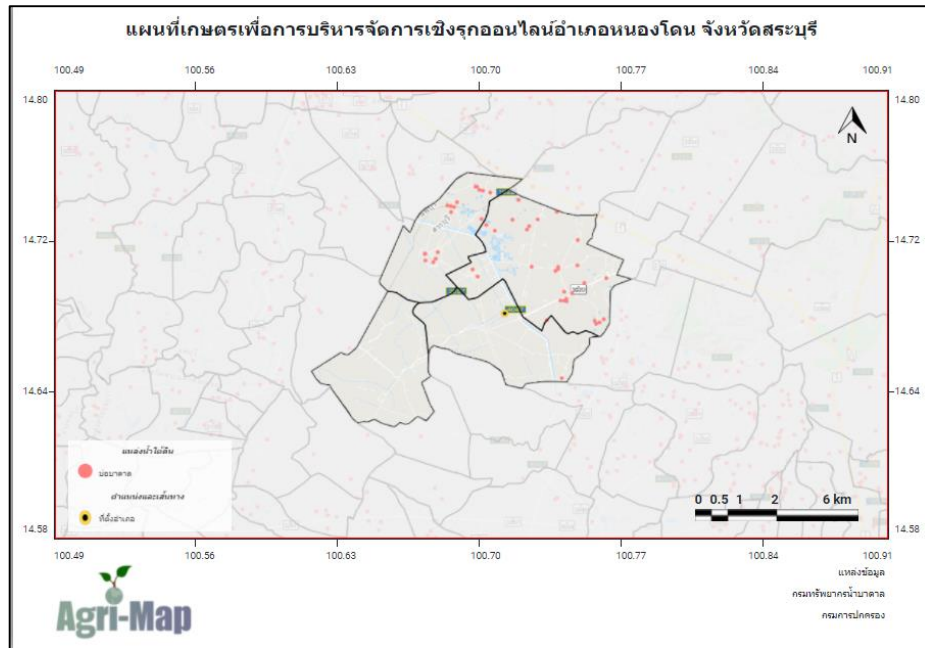 แผนที่เกษตรเพื่อการบริหารจัดการเชิงรุกออนไลน์อำเภอหนองโดน จังหวัดสระบุรี
100.49 100.56 100.63 100.70 100.77 100.84 100.91
14.80 14.80
N
14.72 14.72
14.64 14.64
แหล่งน้ำใต้ดิน
บ่อบาดาล
ตำแหน่งและเส้นทาง
ที่ตั้งอำเภอ
0 0.5 1 2 6 km
14.58 14.58
100.49 100.56 100.63 100.70 100.77 100.84 100.91
แหล่งข้อมูล
กรมทรัพยากรน้ำบาดาล
กรมการปกครอง
Agri-Map